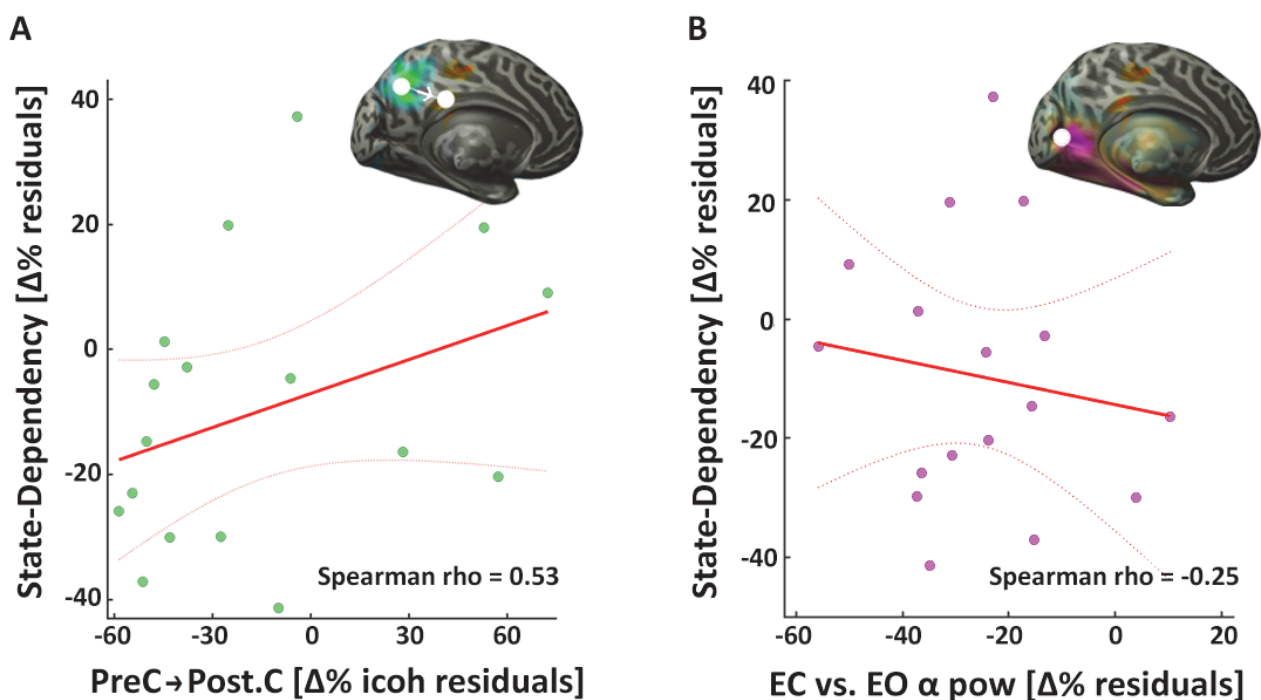 A
State-Dependency [Δ% residuals]
40
20
0
-20
-40
-60
-30
0
30
60
Spearman rho = 0.53
PreC→Post.C [Δ% icoh residuals]
B
State-Dependency [Δ% residuals]
40
20
0
-20
-40
-60
-40
-20
0
20
Spearman rho = -0.25
EC vs. EO α pow [Δ% residuals]